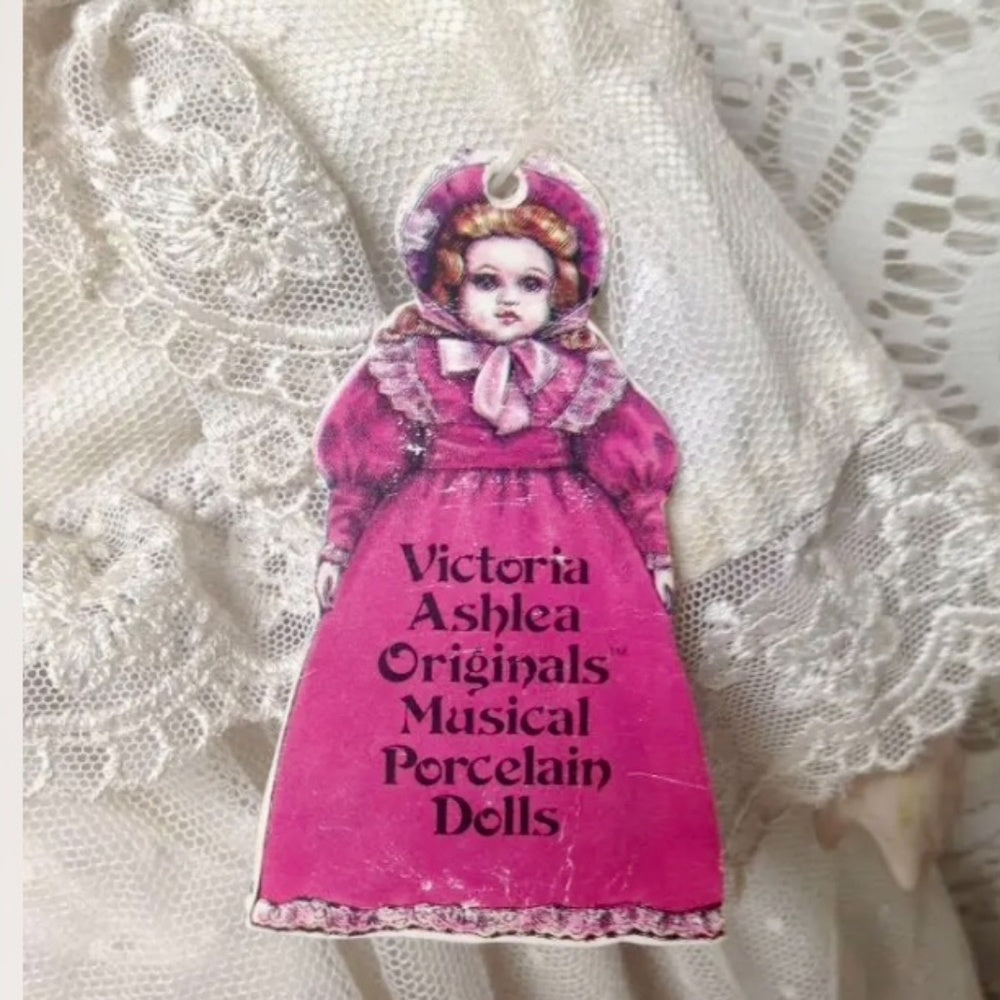 Victoria
Ashlea
Originals™
Musical
Porcelain
Dolls